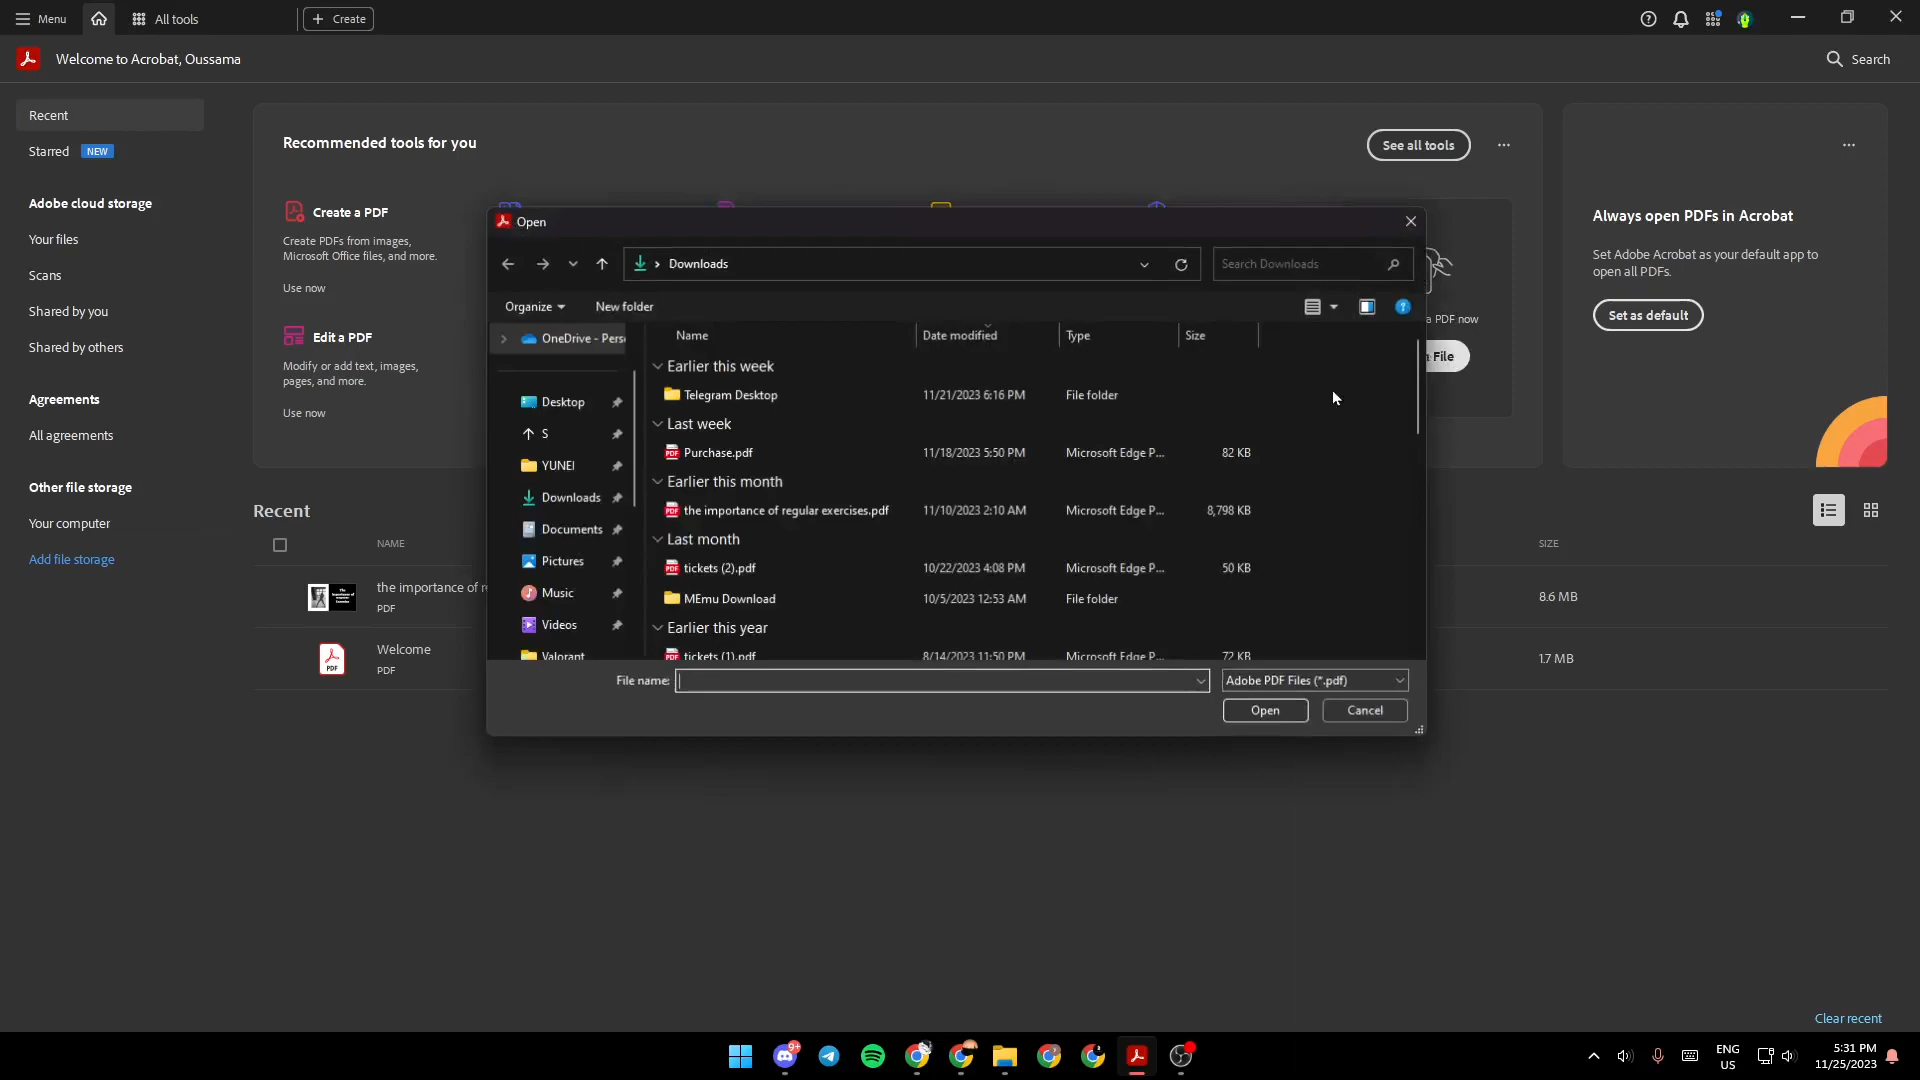 Menu
All tools
Create
Welcome to Acrobat, Oussama
Search
Recent
Starred NEW
Adobe cloud storage
Your files
Scans
Shared by you
Shared by others
Agreements
All agreements
Other file storage
Your computer
Add file storage
Recommended tools for you
See all tools
Create a PDF
Create PDFs from images,
Microsoft Office files, and more.
Use now
Edit a PDF
Modify or add text, images,
pages, and more.
Use now
a PDF now
File
Always open PDFs in Acrobat
Set Adobe Acrobat as your default app to
open all PDFs.
Set as default
Open
Downloads
Search Downloads
Organize
New folder
OneDrive - Perso
Desktop
S
YUNEI
Downloads
Documents
Pictures
Music
Videos
Valorant
Name Date modified Type Size
Earlier this week
Telegram Desktop 11/21/2023 6:16 PM File folder
Last week
Purchase.pdf 11/18/2023 5:50 PM Microsoft Edge P... 82 KB
Earlier this month
the importance of regular exercises.pdf 11/10/2023 2:10 AM Microsoft Edge P... 8,798 KB
Last month
tickets (2).pdf 10/22/2023 4:08 PM Microsoft Edge P... 50 KB
MEmu Download 10/5/2023 12:53 AM File folder
Earlier this year
tickets (1).pdf 8/14/2023 11:50 PM Microsoft Edge P... 72 KB
File name:
Adobe PDF Files (*.pdf)
Open
Cancel
Recent
NAME
SIZE
the importance of re
PDF
8.6 MB
Welcome
PDF
1.7 MB
Clear recent
9+
ENG
US
5:31 PM
11/25/2023